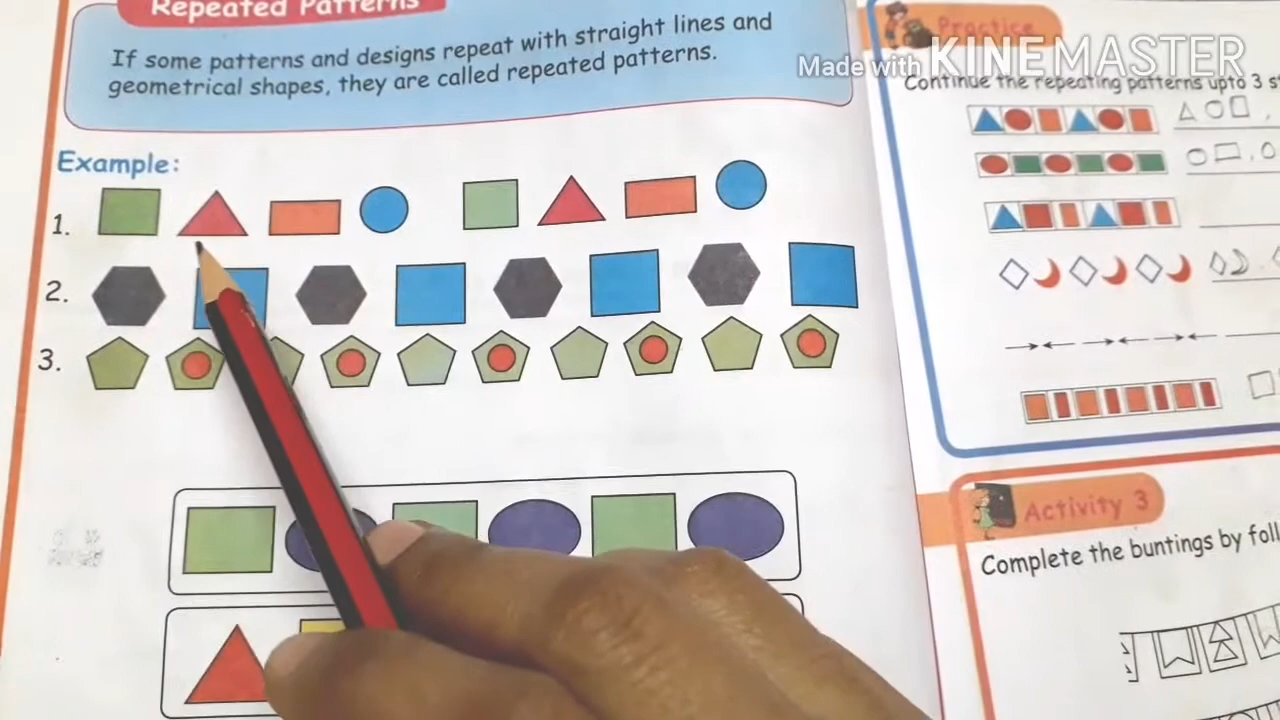 Repeated Patterns
If some patterns and designs repeat with straight lines and
geometrical shapes, they are called repeated patterns.
Example:
1.
2.
3.
Practice
Made with KINEMASTER
Continue the repeating patterns upto 3 s
Activity 3
Complete the buntings by foll